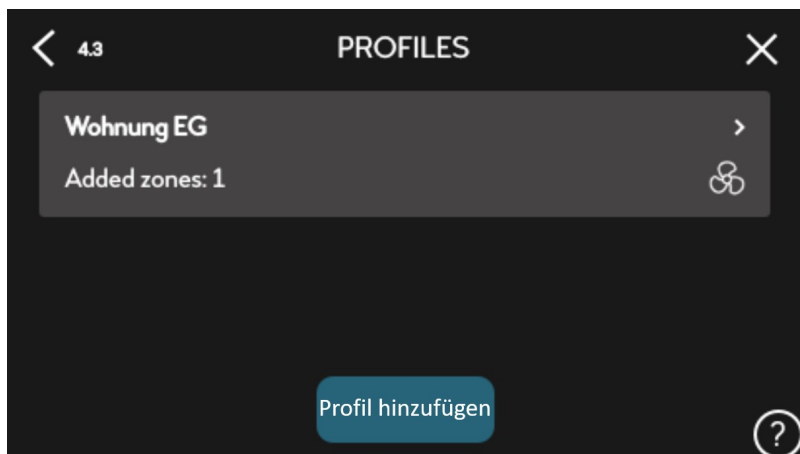 4.3 PROFILES
Wohnung EG
Added zones: 1
Profil hinzufügen
?